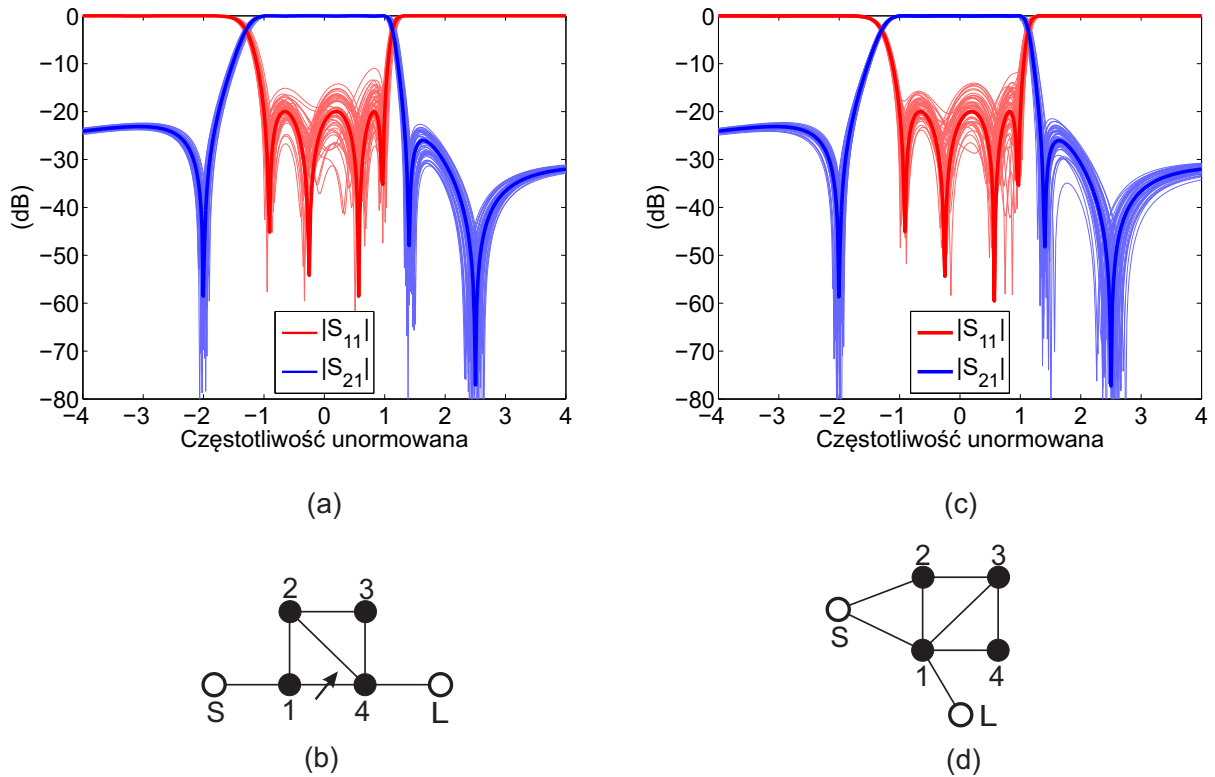 0
−10
−20
−30
−40
−50
−60
−70
−80
(dB)
−4 −3 −2 −1 0 1 2 3 4
Częstotliwość unormowana
|S11|
|S21|
(a)
0
−10
−20
−30
−40
−50
−60
−70
−80
(dB)
−4 −3 −2 −1 0 1 2 3 4
Częstotliwość unormowana
|S11|
|S21|
(c)
2 3
S 1 4 L
(b)
2 3
S 1 4
L
(d)